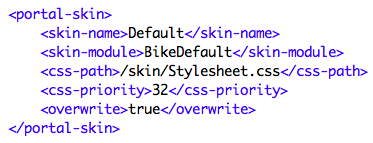 <portal-skin>
    <skin-name>Default</skin-name>
    <skin-module>BikeDefault</skin-module>
    <css-path>/skin/Stylesheet.css</css-path>
    <css-priority>32</css-priority>
    <overwrite>true</overwrite>
</portal-skin>